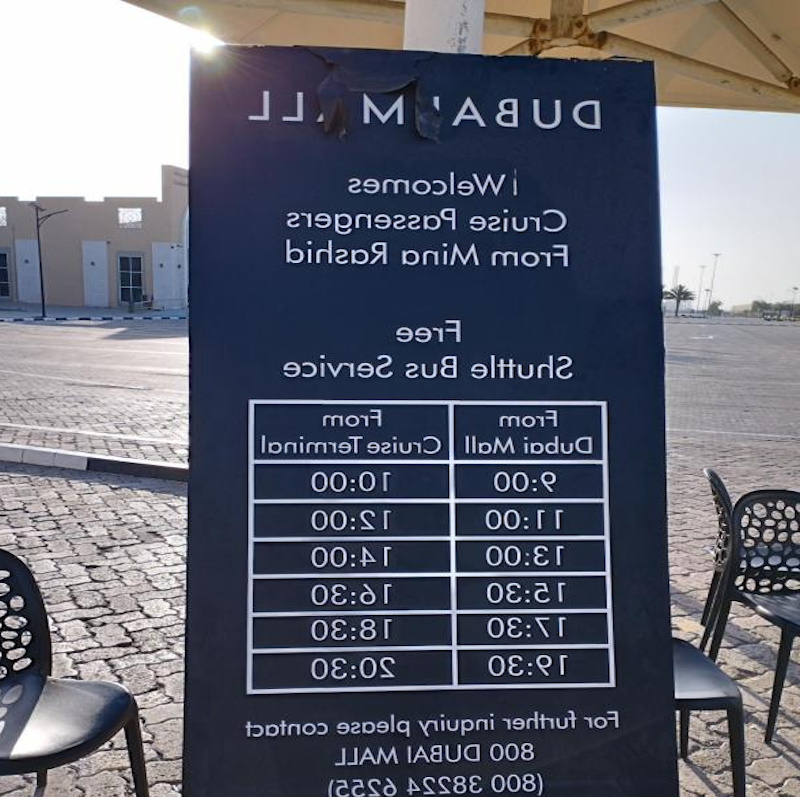 DUBAI MALL
Welcomes
Cruise Passengers
From Mina Rashid
Free
Shuttle Bus Service
From Dubai Mall From Cruise Terminal
9:00 10:00
11:00 12:00
13:00 14:00
15:30 16:30
17:30 18:30
19:30 20:30
For further inquiry please contact
800 DUBAI MALL
(800 38224 6255)